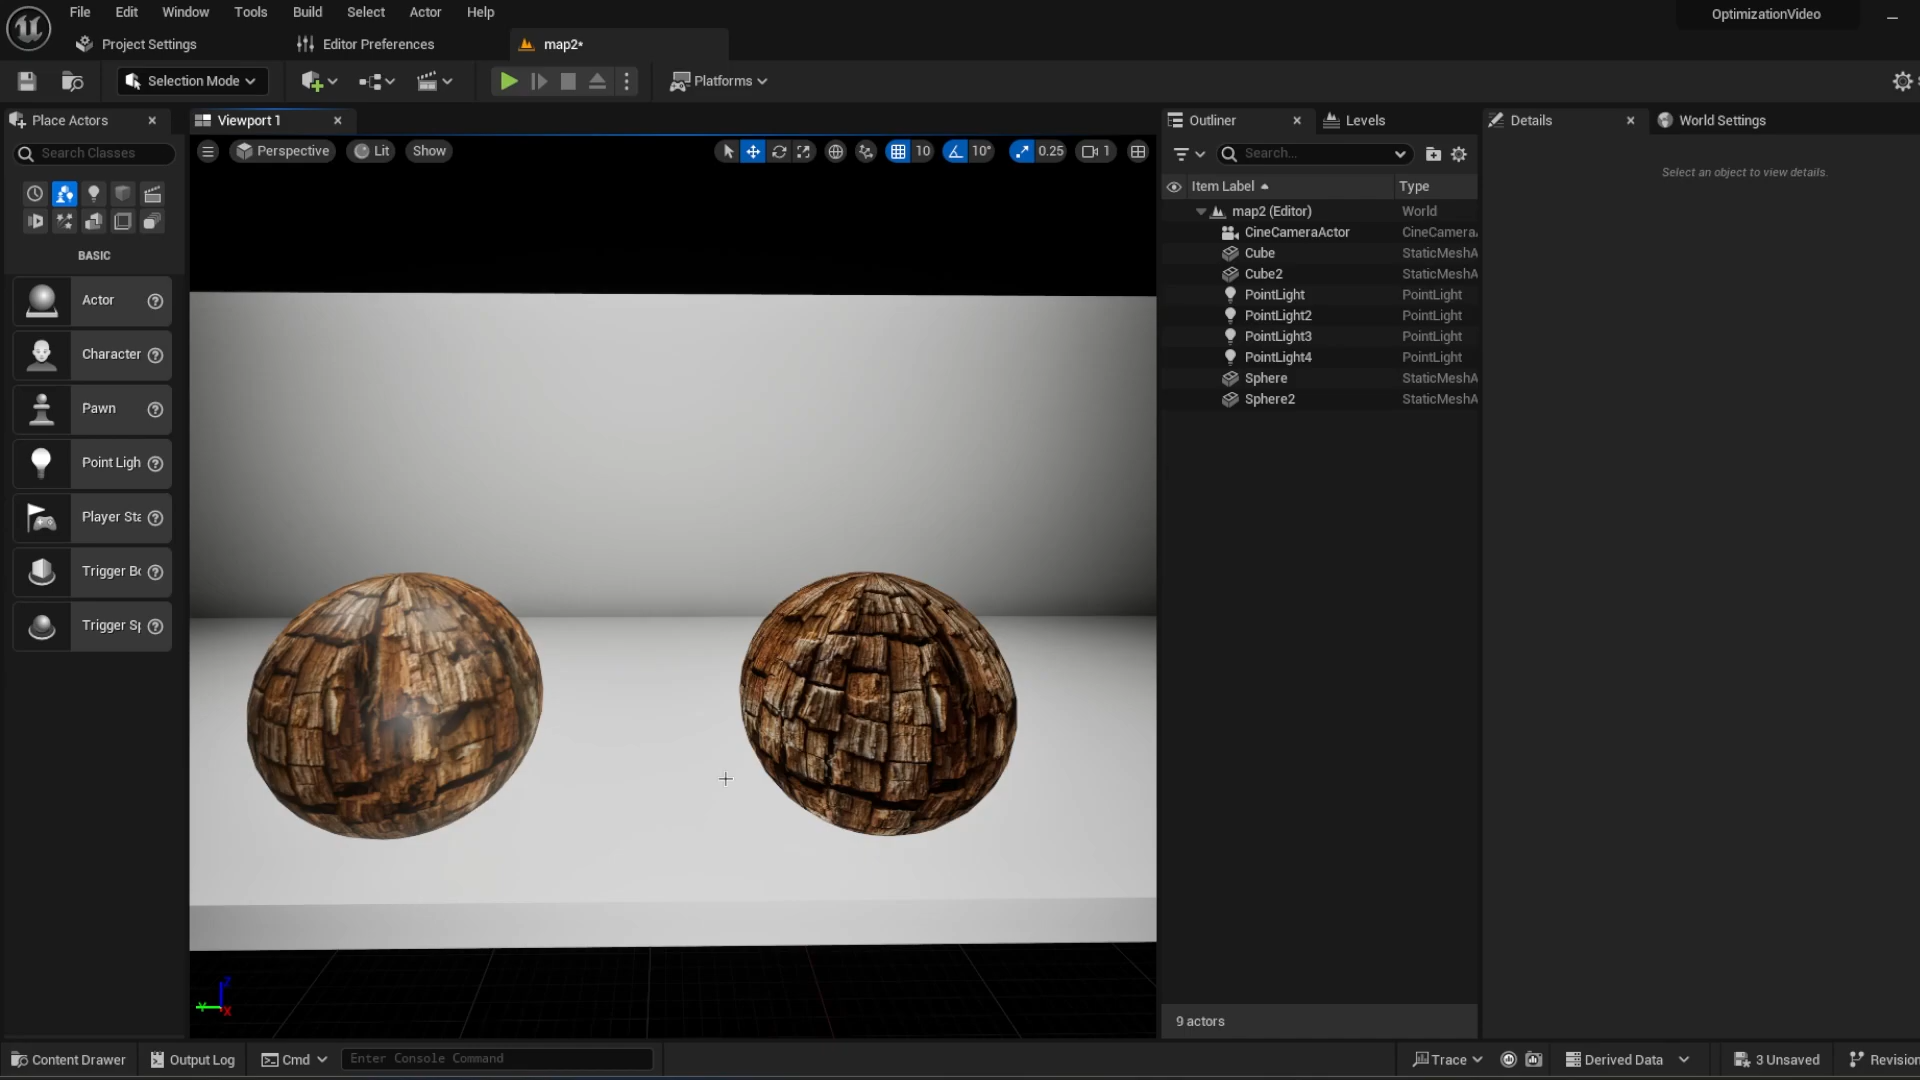 File Edit Window Tools Build Select Actor Help
OptimizationVideo
Project Settings
Editor Preferences
map2*
Selection Mode
Platforms
Place Actors
Viewport 1
Outliner
Levels
Details
World Settings
Search Classes
Perspective
Lit
Show
10
10°
0.25
1
Search...
Select an object to view details.
Item Label
Type
map2 (Editor) World
CineCameraActor CineCamera
Cube StaticMeshA
Cube2 StaticMeshA
PointLight PointLight
PointLight2 PointLight
PointLight3 PointLight
PointLight4 PointLight
Sphere StaticMeshA
Sphere2 StaticMeshA
BASIC
Actor
Character
Pawn
Point Ligh
Player Sta
Trigger Bo
Trigger Sp
Z
Y
X
9 actors
Content Drawer
Output Log
Cmd
Enter Console Command
Trace
Derived Data
3 Unsaved
Revision